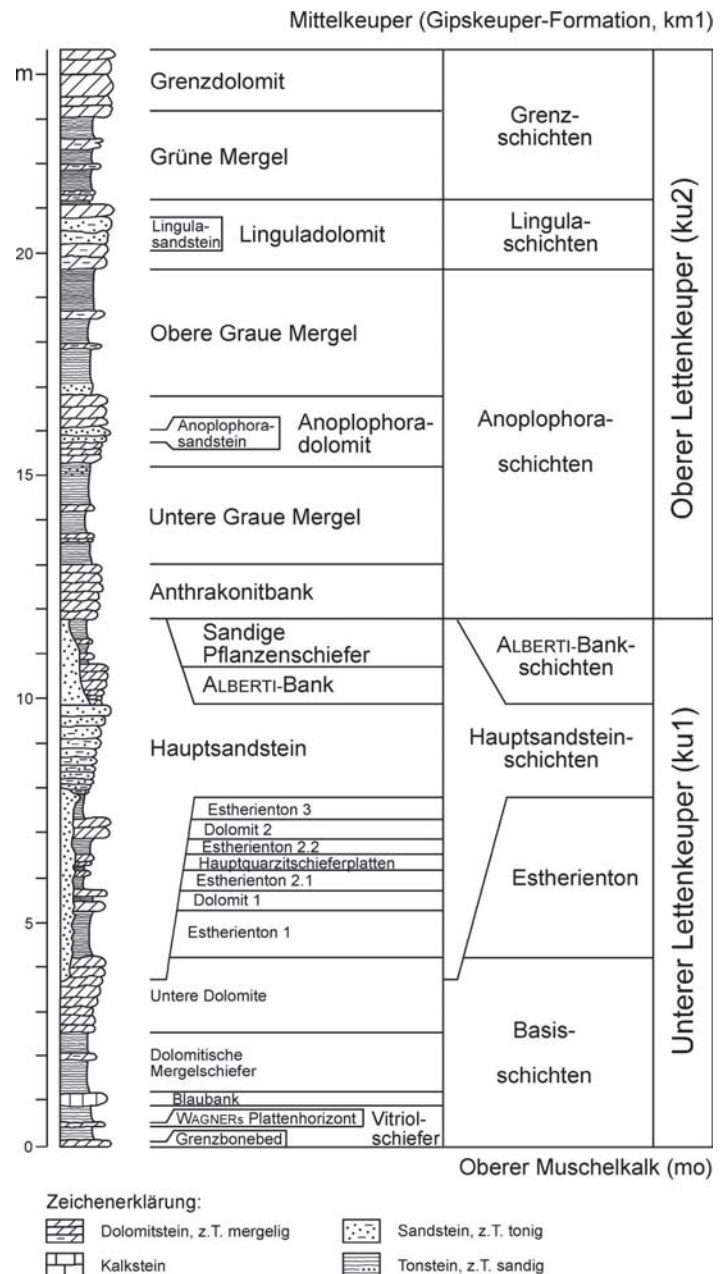 Mittelkeuper (Gipskeuper-Formation, km1)
m
20
15
10
5
0
Grenzdolomit
Grüne Mergel
Lingula-
sandstein
Linguladolomit
Obere Graue Mergel
Anoplophora-
sandstein
Anoplophora-
dolomit
Untere Graue Mergel
Anthrakonitbank
Sandige
Pflanzenschiefer
ALBERTI-Bank
Hauptsandstein
Estherienton 3
Dolomit 2
Estherienton 2.2
Hauptquarzitschieferplatten
Estherienton 2.1
Dolomit 1
Estherienton 1
Untere Dolomite
Dolomitische
Mergelschiefer
Blaubank
WAGNERs Plattenhorizont
Vitriol-
schiefer
Grenzbonebed
Grenz-
schichten
Lingula-
schichten
Anoplophora-
schichten
ALBERTI-Bank-
schichten
Hauptsandstein-
schichten
Estherienton
Basis-
schichten
Oberer Lettenkeuper (ku2)
Unterer Lettenkeuper (ku1)
Oberer Muschelkalk (mo)
Zeichenerklärung:
Dolomitstein, z.T. mergelig
Sandstein, z.T. tonig
Kalkstein
Tonstein, z.T. sandig